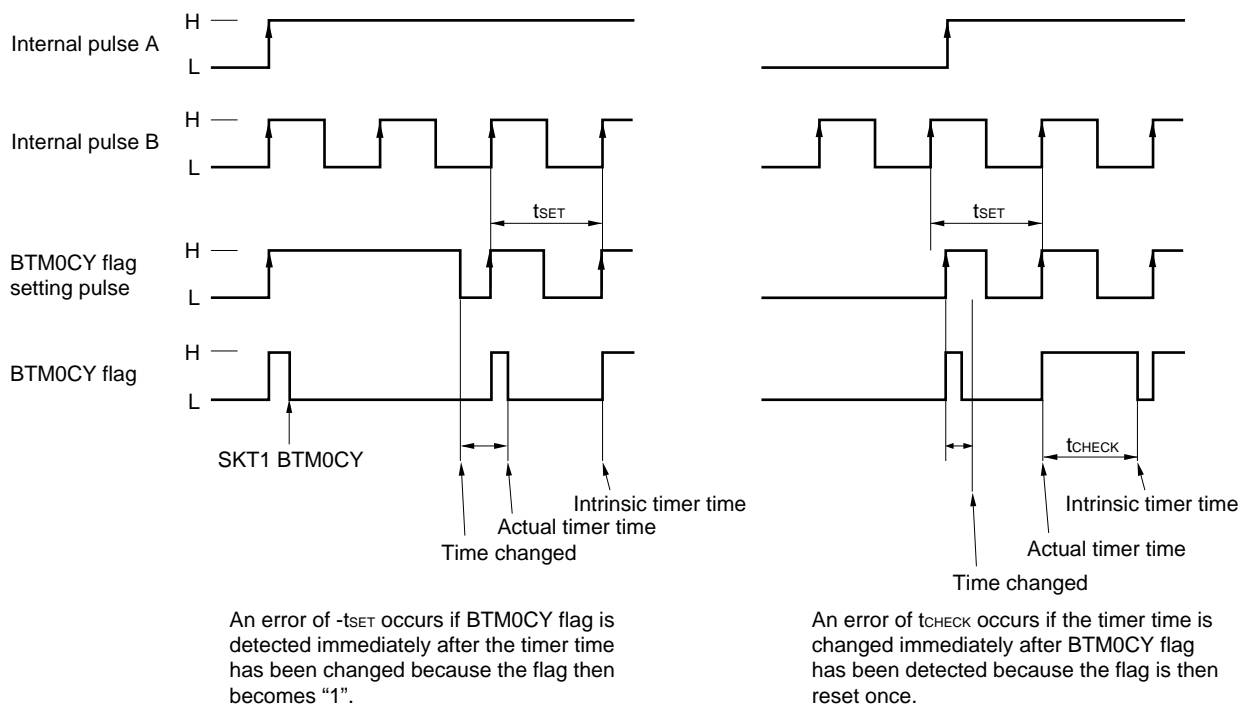 H
Internal pulse A
L
H
Internal pulse B
L
tSET
tSET
H
BTM0CY flag
setting pulse
L
H
BTM0CY flag
L
SKT1 BTM0CY
tCHECK
Intrinsic timer time
Actual timer time
Time changed
Intrinsic timer time
Actual timer time
Time changed
An error of -tSET occurs if BTM0CY flag is
detected immediately after the timer time
has been changed because the flag then
becomes “1”.
An error of tCHECK occurs if the timer time is
changed immediately after BTM0CY flag
has been detected because the flag is then
reset once.